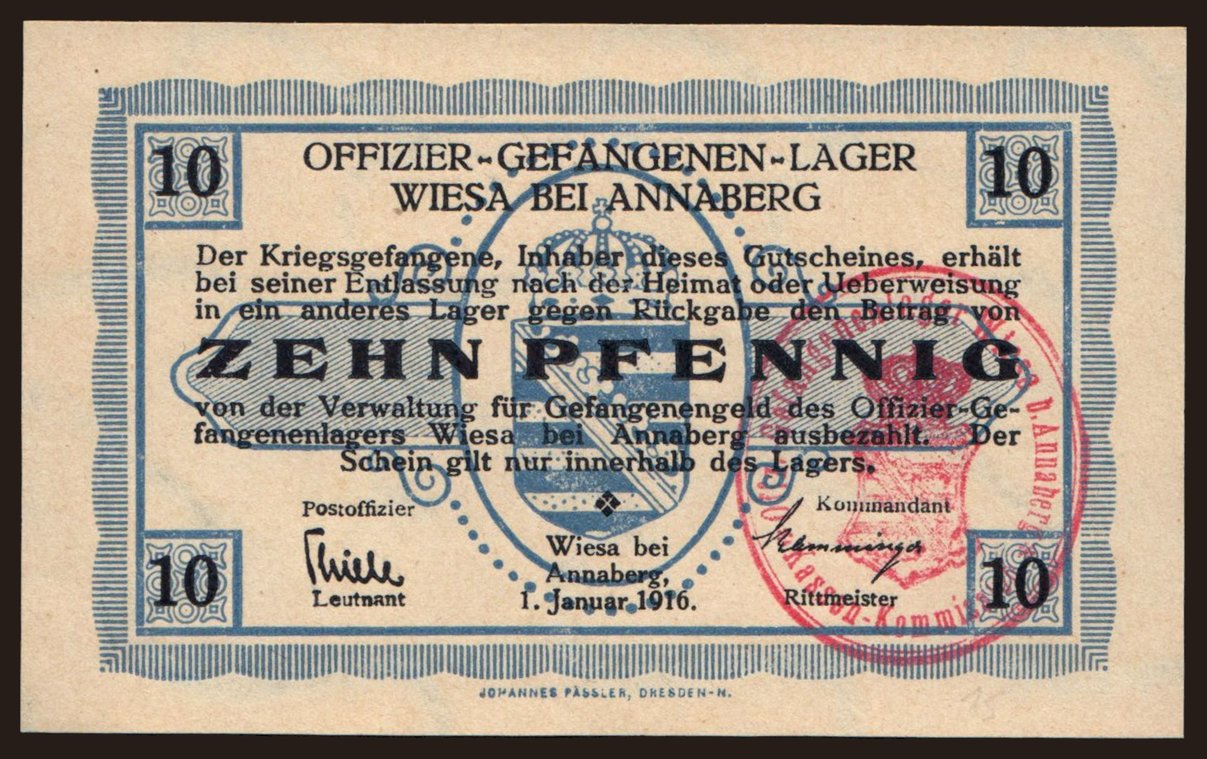 10 OFFIZIER-GEFANGENEN-LAGER 10
WIESA BEI ANNABERG
Der Kriegsgefangene, Inhaber dieses Gutscheines, erhält
bei seiner Entlassung nach der Heimat oder Ueberweisung
in ein anderes Lager gegen Rückgabe den Betrag von
ZEHN PFENNIG
von der Verwaltung für Gefangenengeld des Offizier-Ge-
fangenenlagers Wiesa bei Annaberg ausbezahlt. Der
Schein gilt nur innerhalb des Lagers.
Postoffizier
Kommandant
Thiele
Wiesa bei
Annaberg,
1. Januar 1916.
Leutnant
Rittmeister
10
10
b Annaberg
JOHANNES PÄSSLER, DRESDEN-N.